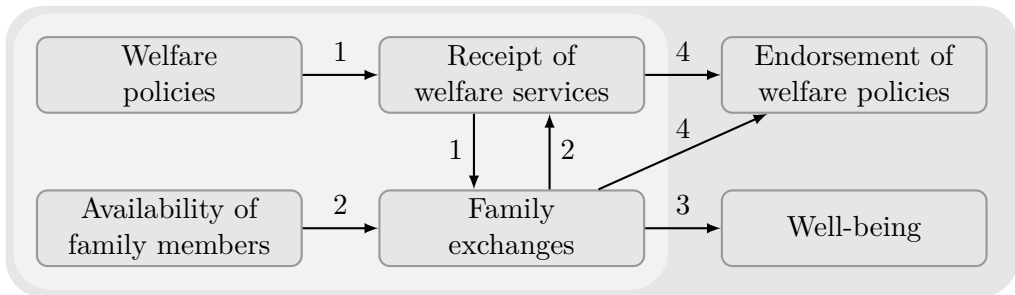 Welfare
policies
1
Receipt of
welfare services
4
Endorsement of
welfare policies
1
2
4
Availability of
family members
2
Family
exchanges
3
Well-being